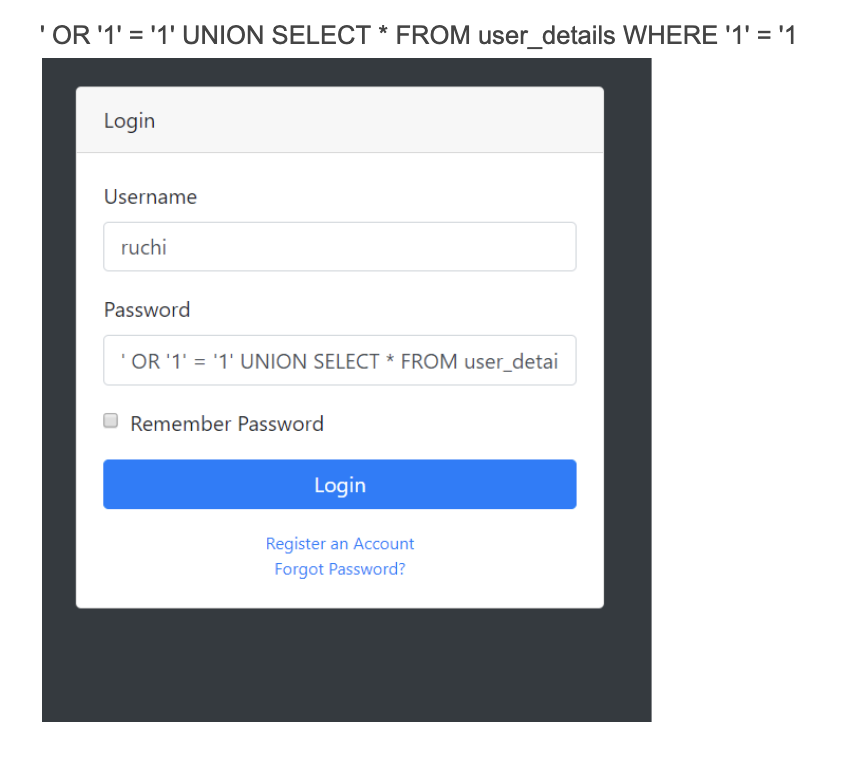 ' OR '1' = '1' UNION SELECT * FROM user_details WHERE '1' = '1
Login
Username
ruchi
Password
' OR '1' = '1' UNION SELECT * FROM user_detai
Remember Password
Login
Register an Account
Forgot Password?